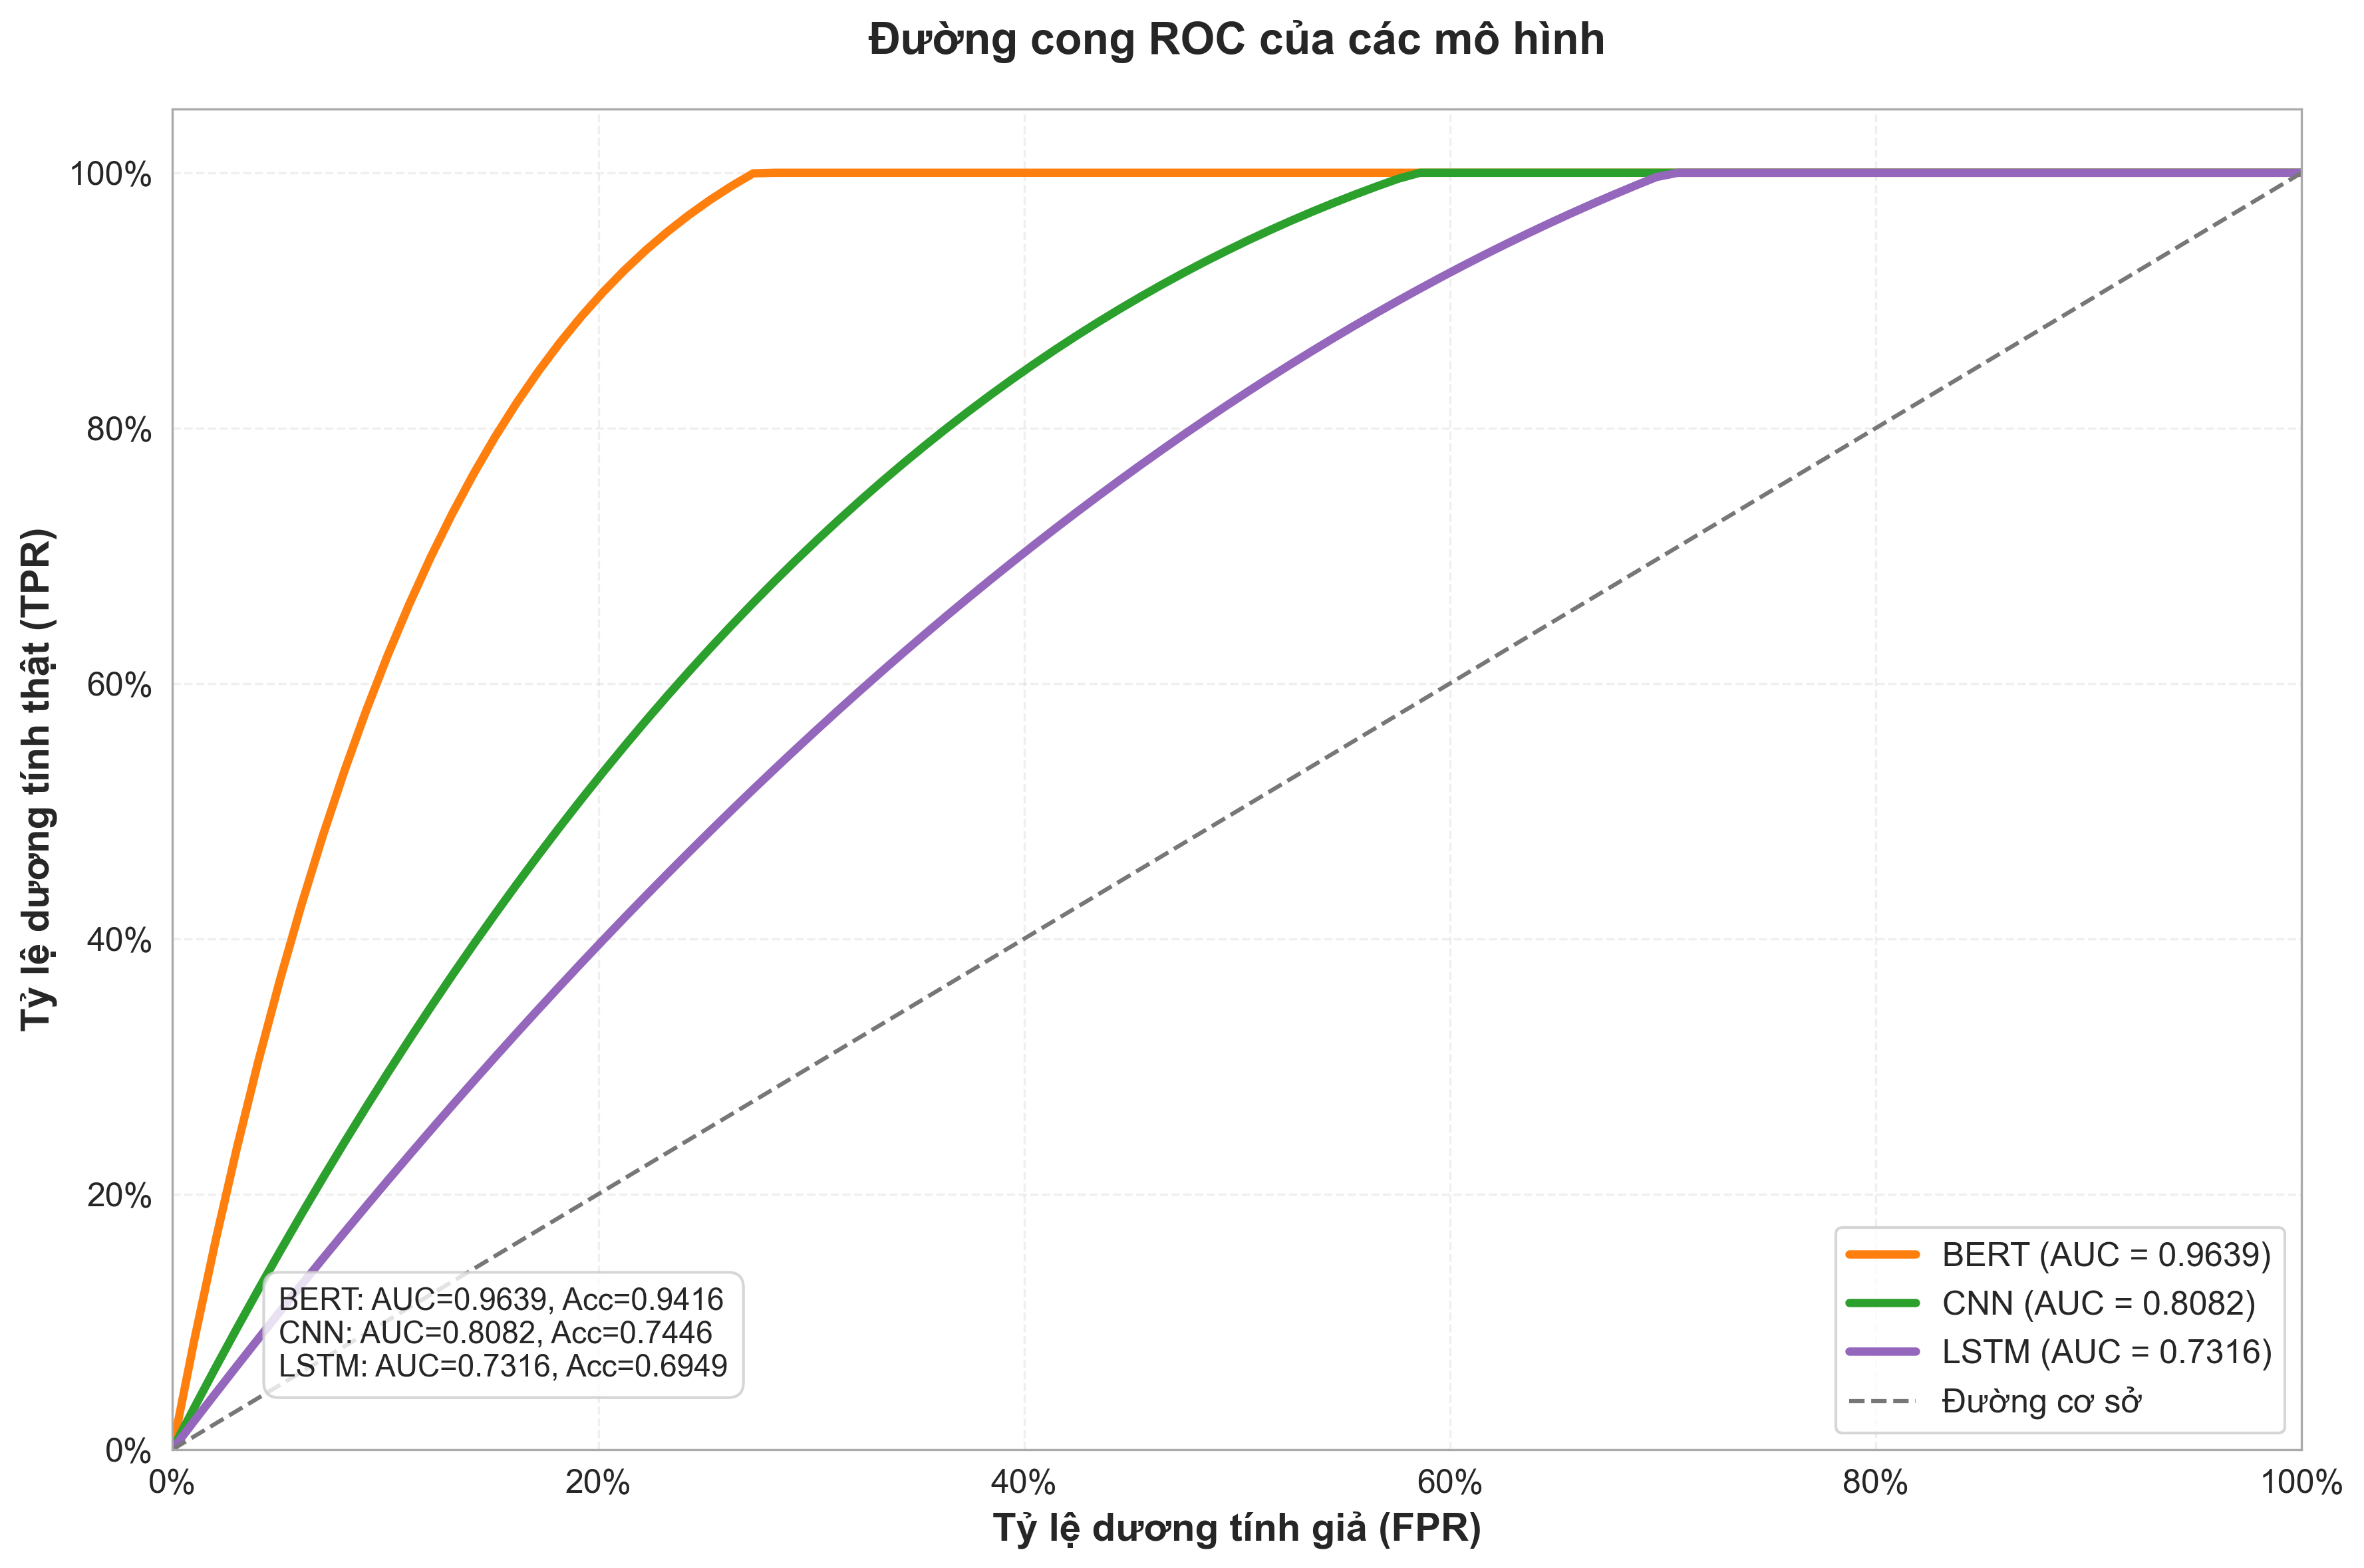 Đường cong ROC của các mô hình
Tỷ lệ dương tính thật (TPR)
100%
80%
60%
40%
20%
0%
BERT: AUC=0.9639, Acc=0.9416
CNN: AUC=0.8082, Acc=0.7446
LSTM: AUC=0.7316, Acc=0.6949
BERT (AUC = 0.9639)
CNN (AUC = 0.8082)
LSTM (AUC = 0.7316)
Đường cơ sở
0% 20% 40% 60% 80% 100%
Tỷ lệ dương tính giả (FPR)